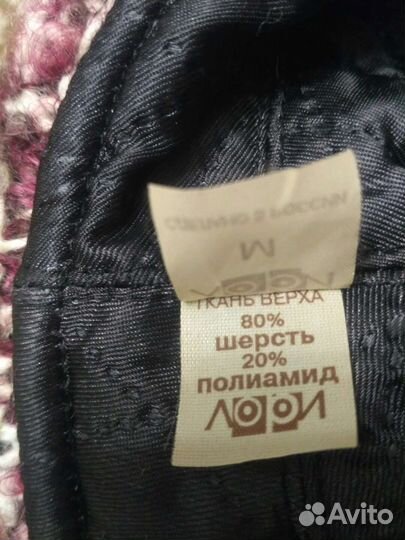 СДЕЛАНО В РОССИИ
M
ТКАНЬ ВЕРХА
80%
шерсть
20%
полиамид
Avito